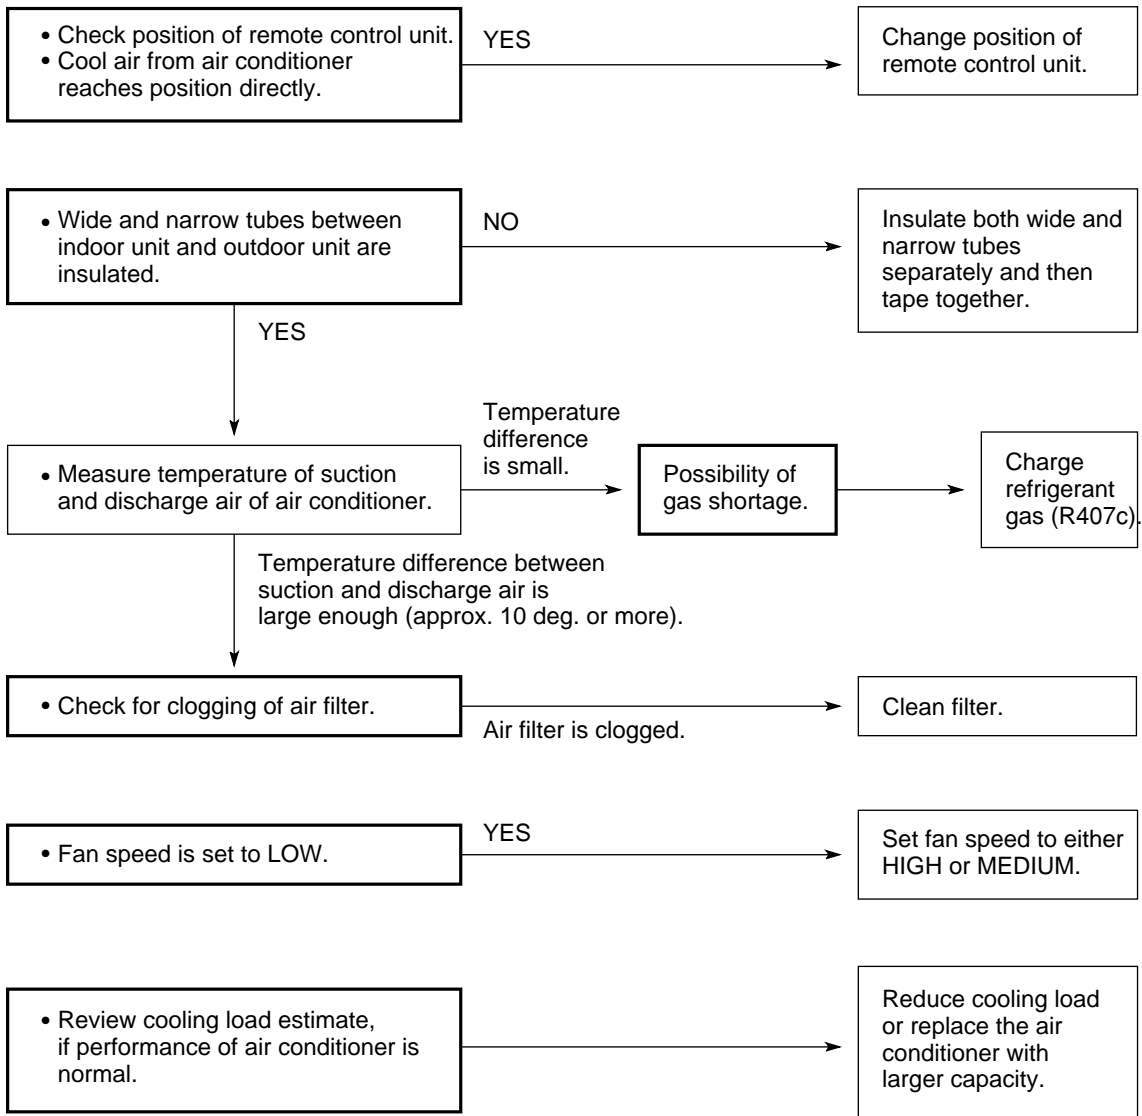 • Check position of remote control unit.
• Cool air from air conditioner
reaches position directly.
YES
Change position of
remote control unit.
• Wide and narrow tubes between
indoor unit and outdoor unit are
insulated.
NO
Insulate both wide and
narrow tubes
separately and then
tape together.
YES
• Measure temperature of suction
and discharge air of air conditioner.
Temperature
difference
is small.
Possibility of
gas shortage.
Charge
refrigerant
gas (R407c).
Temperature difference between
suction and discharge air is
large enough (approx. 10 deg. or more).
• Check for clogging of air filter.
Air filter is clogged.
Clean filter.
• Fan speed is set to LOW.
YES
Set fan speed to either
HIGH or MEDIUM.
• Review cooling load estimate,
if performance of air conditioner is
normal.
Reduce cooling load
or replace the air
conditioner with
larger capacity.